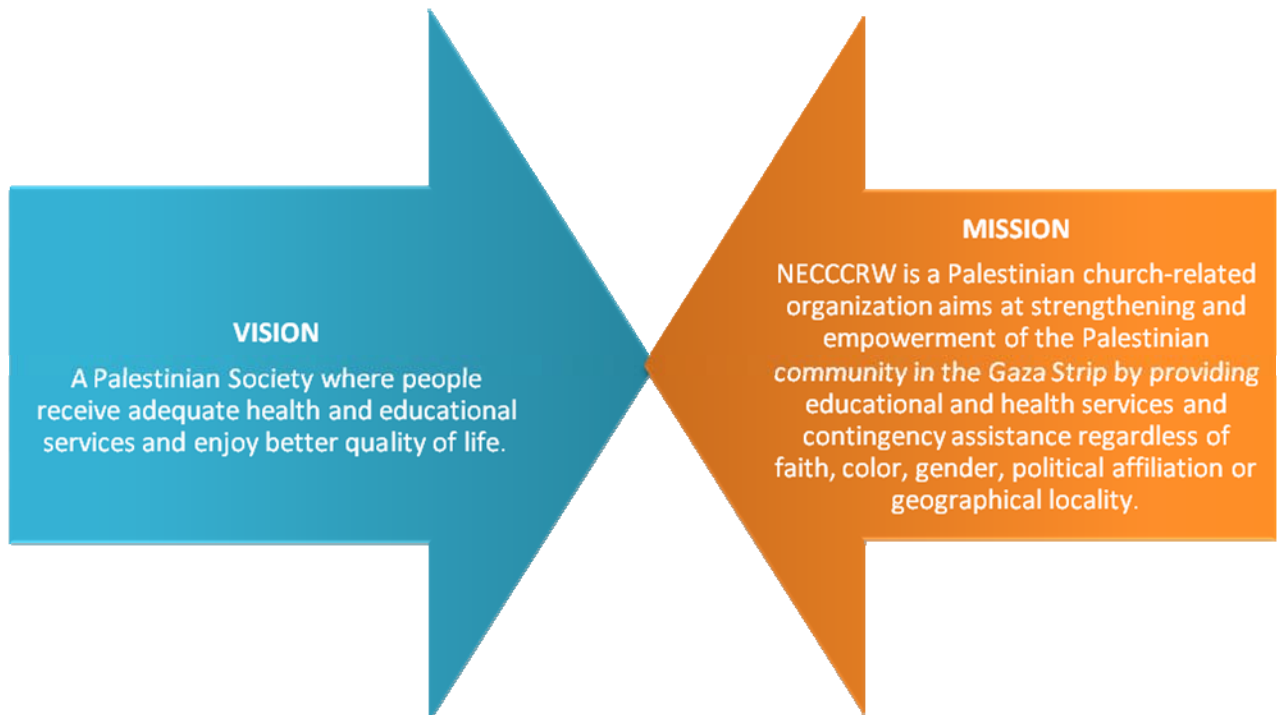 VISION
A Palestinian Society where people
receive adequate health and educational
services and enjoy better quality of life.
MISSION
NECCCRW is a Palestinian church-related
organization aims at strengthening and
empowerment of the Palestinian
community in the Gaza Strip by providing
educational and health services and
contingency assistance regardless of
faith, color, gender, political affiliation or
geographical locality.